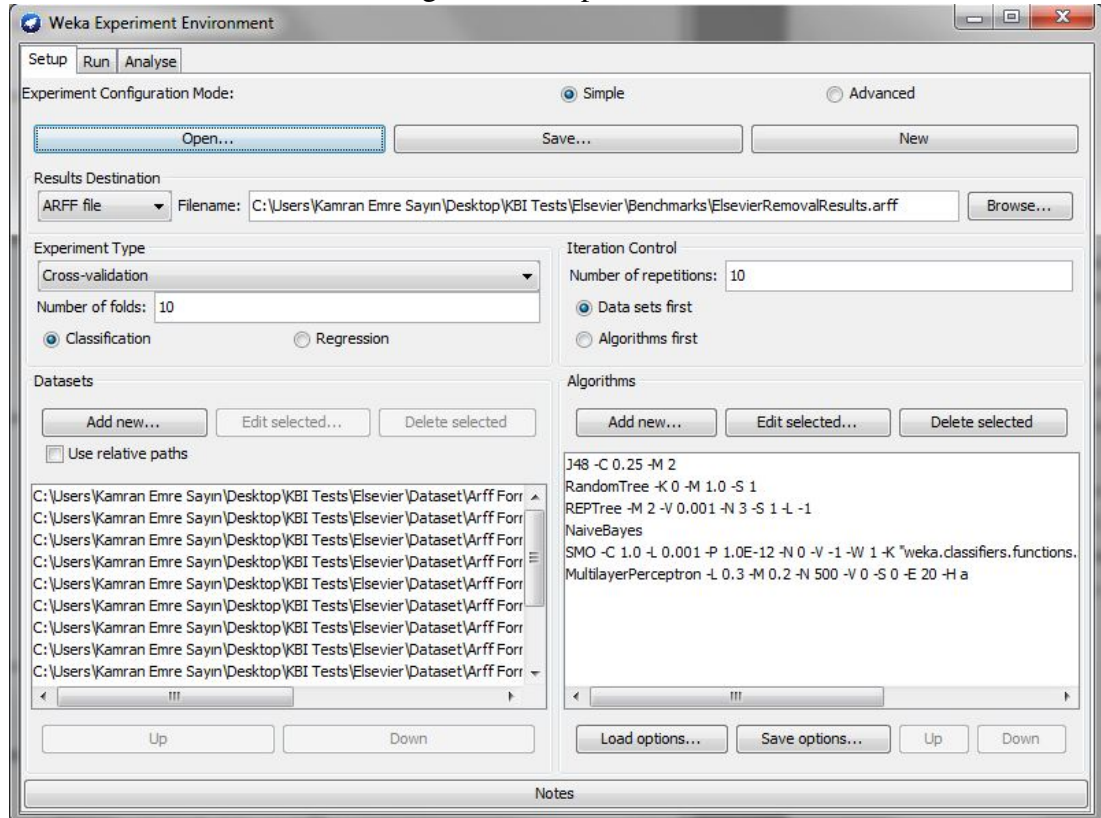 Weka Experiment Environment
Setup Run Analyse
Experiment Configuration Mode: Simple Advanced
Open... Save... New
Results Destination
ARFF file Filename: C:\Users\Kamran Emre Sayın\Desktop\KBI Tests\Elsevier\Benchmarks\ElsevierRemovalResults.arff Browse...
Experiment Type
Cross-validation
Number of folds: 10
Classification Regression
Iteration Control
Number of repetitions: 10
Data sets first
Algorithms first
Datasets
Add new... Edit selected... Delete selected
Use relative paths
C:\Users\Kamran Emre Sayın\Desktop\KBI Tests\Elsevier\Dataset\Arff Forr
C:\Users\Kamran Emre Sayın\Desktop\KBI Tests\Elsevier\Dataset\Arff Forr
C:\Users\Kamran Emre Sayın\Desktop\KBI Tests\Elsevier\Dataset\Arff Forr
C:\Users\Kamran Emre Sayın\Desktop\KBI Tests\Elsevier\Dataset\Arff Forr
C:\Users\Kamran Emre Sayın\Desktop\KBI Tests\Elsevier\Dataset\Arff Forr
C:\Users\Kamran Emre Sayın\Desktop\KBI Tests\Elsevier\Dataset\Arff Forr
C:\Users\Kamran Emre Sayın\Desktop\KBI Tests\Elsevier\Dataset\Arff Forr
C:\Users\Kamran Emre Sayın\Desktop\KBI Tests\Elsevier\Dataset\Arff Forr
C:\Users\Kamran Emre Sayın\Desktop\KBI Tests\Elsevier\Dataset\Arff Forr
Up Down
Algorithms
Add new... Edit selected... Delete selected
J48 -C 0.25 -M 2
RandomTree -K 0 -M 1.0 -S 1
REPTree -M 2 -V 0.001 -N 3 -S 1 -L -1
NaiveBayes
SMO -C 1.0 -L 0.001 -P 1.0E-12 -N 0 -V -1 -W 1 -K "weka.classifiers.functions.
MultilayerPerceptron -L 0.3 -M 0.2 -N 500 -V 0 -S 0 -E 20 -H a
Load options... Save options... Up Down
Notes